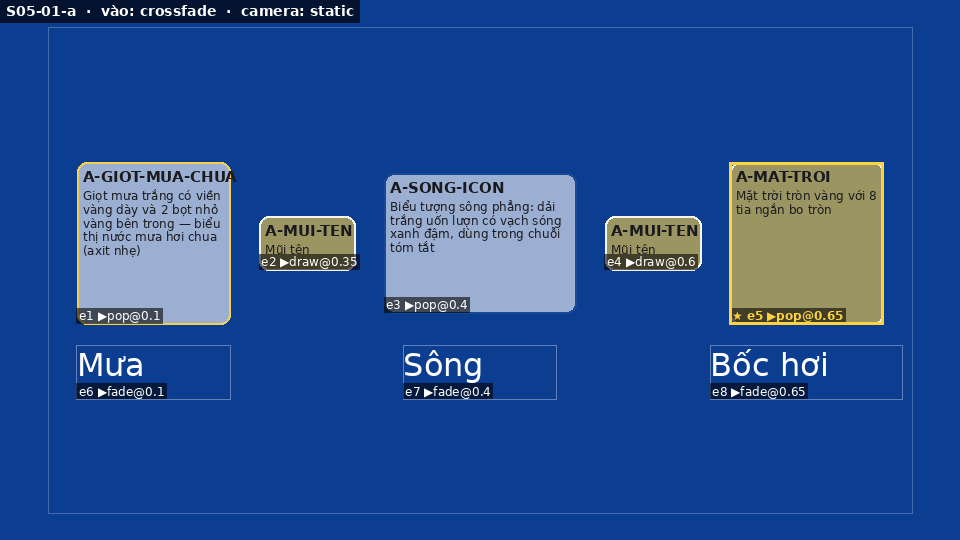 S05-01-a · vào: crossfade · camera: static
A-GIOT-MUA-CHUA
Giọt mưa trắng có viền
vàng dày và 2 bọt nhỏ
vàng bên trong — biểu
thị nước mưa hơi chua
(axit nhẹ)
e1 ▶pop@0.1
A-MUI-TEN
Mũi tên
e2 ▶draw@0.35
A-SONG-ICON
Biểu tượng sông phẳng: dải
trắng uốn lượn có vạch sóng
xanh đậm, dùng trong chuỗi
tóm tắt
e3 ▶pop@0.4
A-MUI-TEN
Mũi tên
e4 ▶draw@0.6
A-MAT-TROI
Mặt trời tròn vàng với 8
tia ngắn bo tròn
★ e5 ▶pop@0.65
Mưa
e6 ▶fade@0.1
Sông
e7 ▶fade@0.4
Bốc hơi
e8 ▶fade@0.65